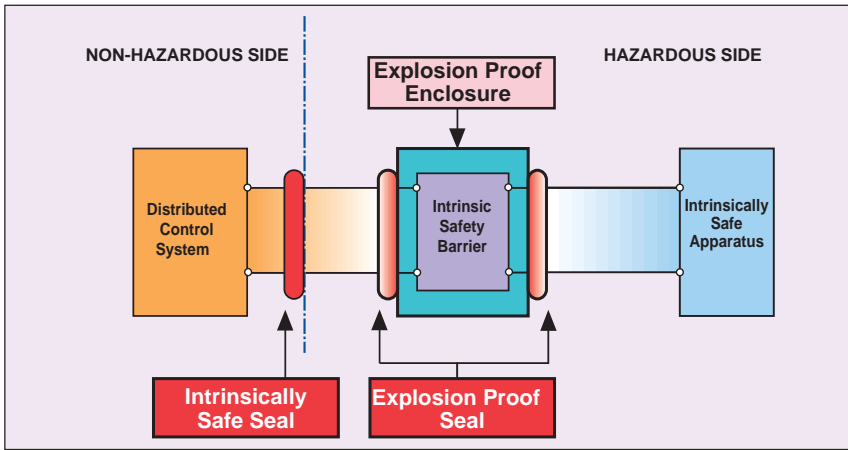 NON-HAZARDOUS SIDE
HAZARDOUS SIDE
Explosion Proof
Enclosure
Distributed
Control
System
Intrinsic
Safety
Barrier
Intrinsically
Safe
Apparatus
Intrinsically
Safe Seal
Explosion Proof
Seal